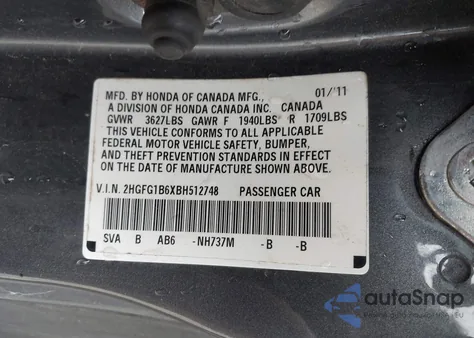 MFD. BY HONDA OF CANADA MFG., 01/'11
A DIVISION OF HONDA CANADA INC. CANADA
GVWR 3627LBS GAWR F 1940LBS R 1709LBS
THIS VEHICLE CONFORMS TO ALL APPLICABLE
FEDERAL MOTOR VEHICLE SAFETY, BUMPER,
AND THEFT PREVENTION STANDARDS IN EFFECT
ON THE DATE OF MANUFACTURE SHOWN ABOVE.
V.I.N. 2HGFG1B6XBH512748 PASSENGER CAR
SVA B AB6 -NH737M -B -B
autoSnap